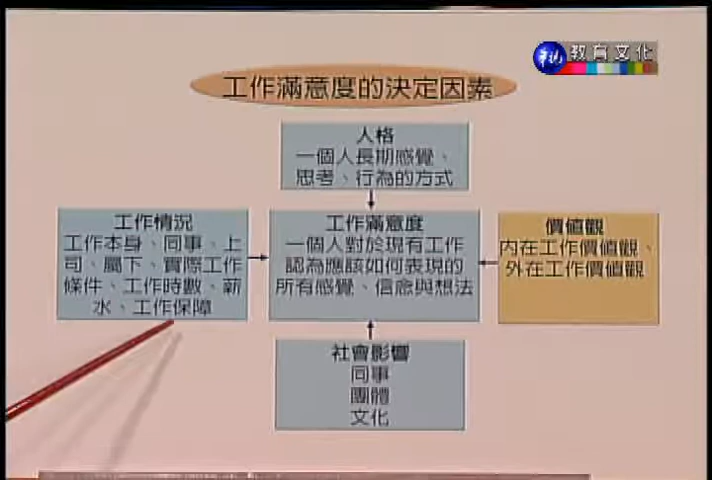 教育文化
工作滿意度的決定因素
人格
一個人長期感覺、
思考、行為的方式
工作情況
工作本身、同事、上
司、屬下、實際工作
條件、工作時數、薪
水、工作保障
工作滿意度
一個人對於現有工作
認為應該如何表現的
所有感覺、信念與想法
價值觀
內在工作價值觀、
外在工作價值觀
社會影響
同事
團體
文化